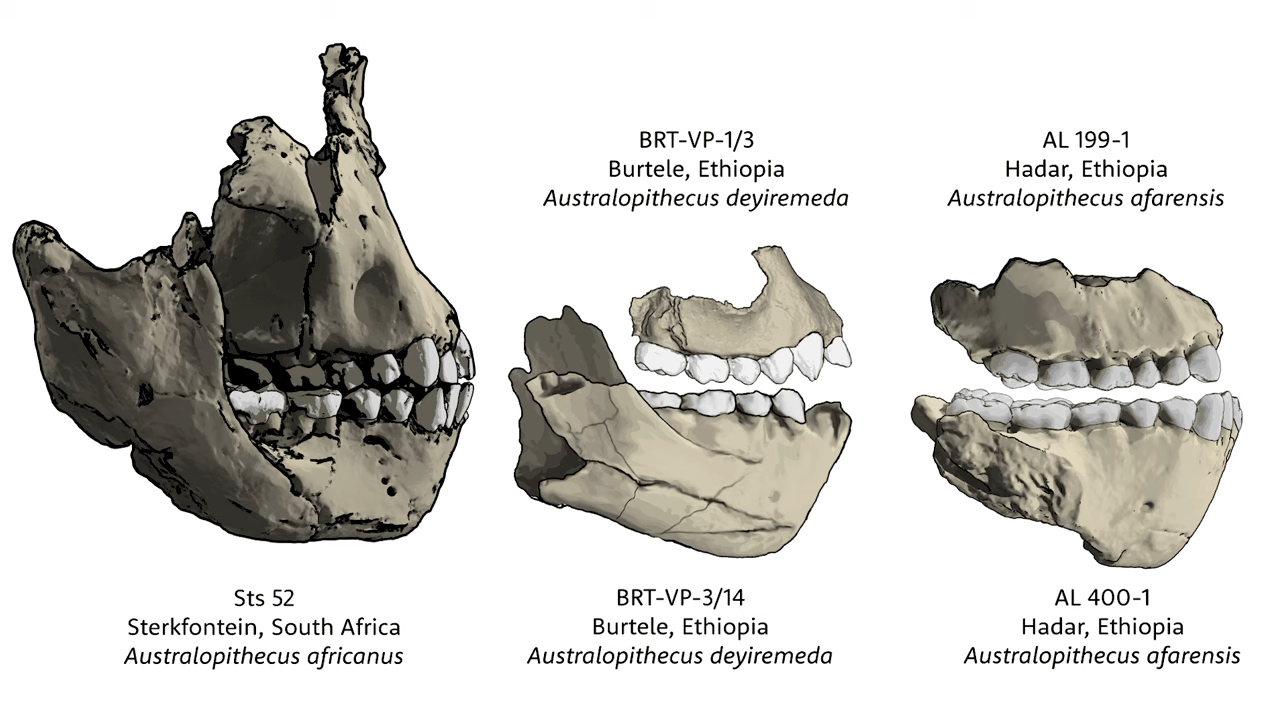 BRT-VP-1/3
Burtele, Ethiopia
Australopithecus deyiremeda
AL 199-1
Hadar, Ethiopia
Australopithecus afarensis
Sts 52
Sterkfontein, South Africa
Australopithecus africanus
BRT-VP-3/14
Burtele, Ethiopia
Australopithecus deyiremeda
AL 400-1
Hadar, Ethiopia
Australopithecus afarensis